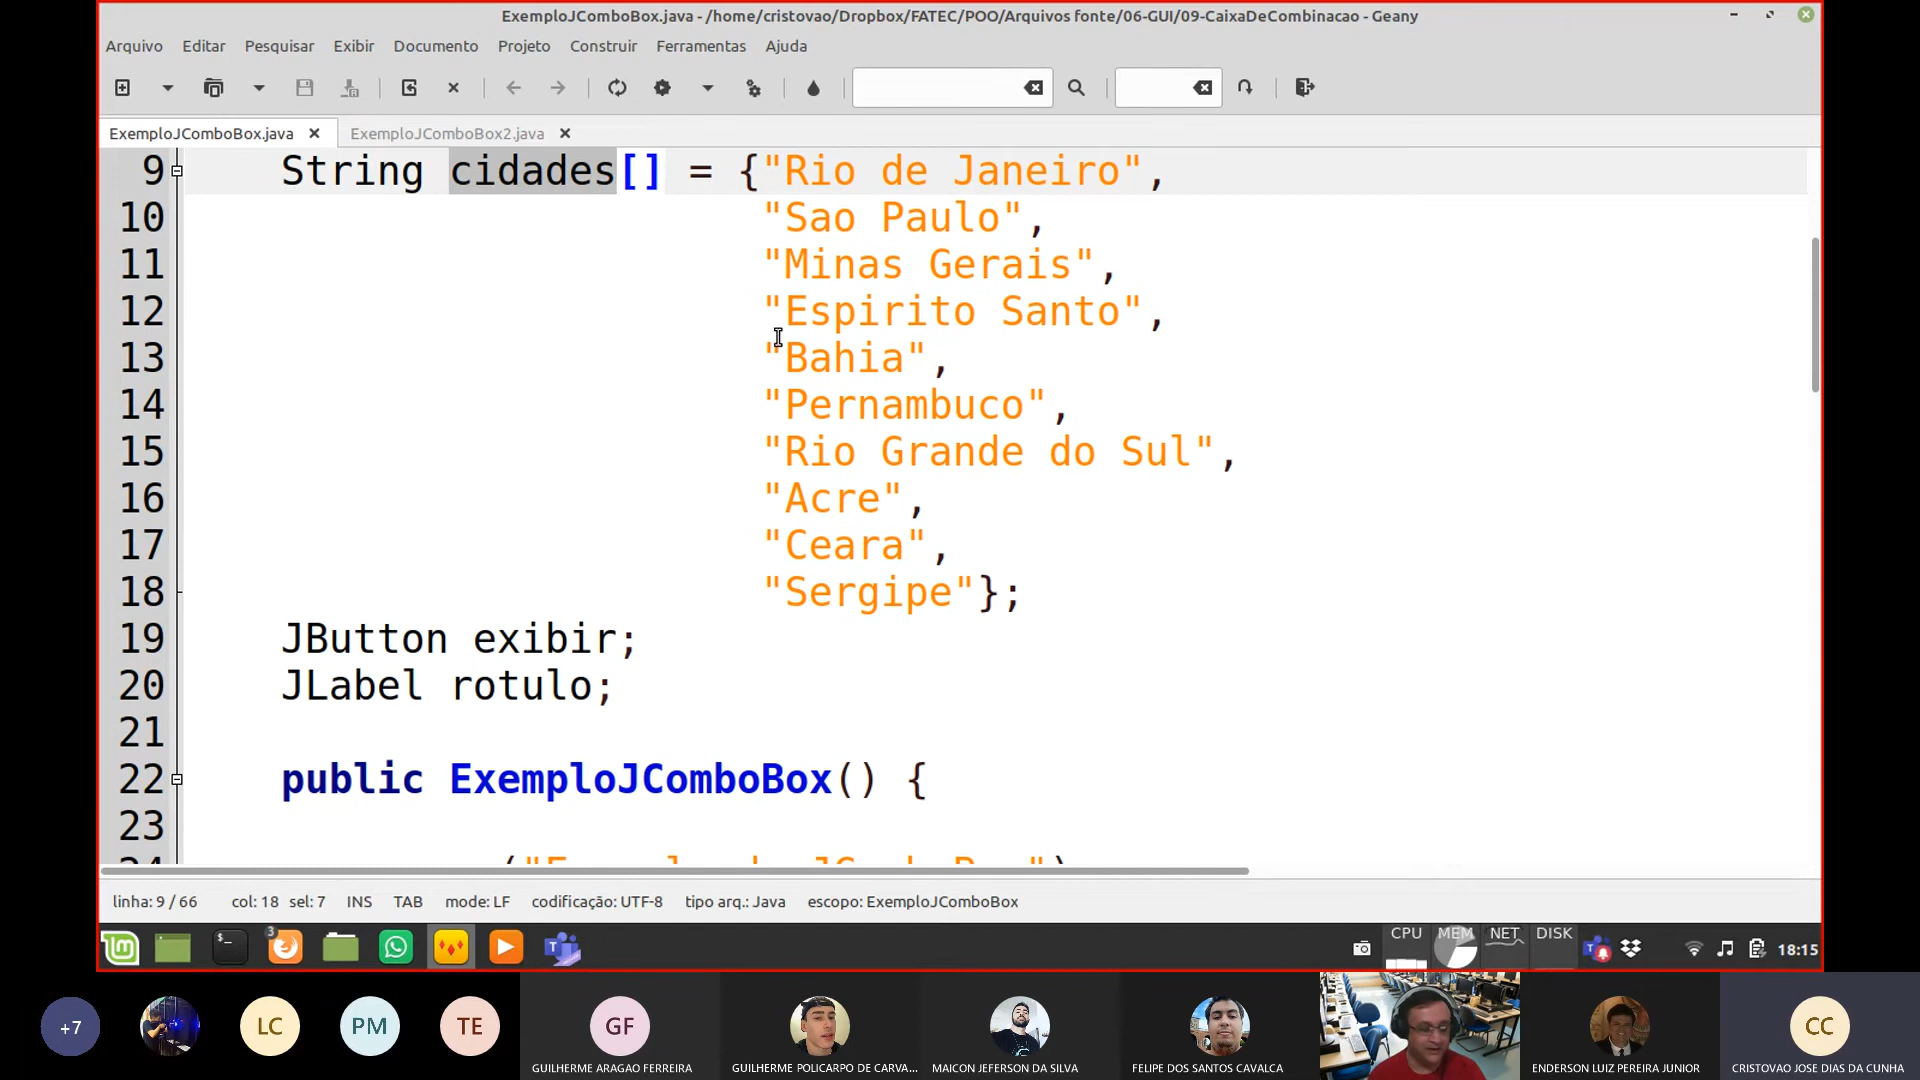 ExemploJComboBox.java - /home/cristovao/Dropbox/FATEC/POO/Arquivos fonte/06-GUI/09-CaixaDeCombinacao - Geany
Arquivo Editar Pesquisar Exibir Documento Projeto Construir Ferramentas Ajuda
ExemploJComboBox.java ExemploJComboBox2.java
9 String cidades[] = {"Rio de Janeiro",
10 "Sao Paulo",
11 "Minas Gerais",
12 "Espirito Santo",
13 "Bahia",
14 "Pernambuco",
15 "Rio Grande do Sul",
16 "Acre",
17 "Ceara",
18 "Sergipe"};
19 JButton exibir;
20 JLabel rotulo;
21
22 public ExemploJComboBox() {
23
linha: 9 / 66 col: 18 sel: 7 INS TAB mode: LF codificação: UTF-8 tipo arq.: Java escopo: ExemploJComboBox
3 CPU MEM NET DISK 18:15
+7 LC PM TE GF CC
GUILHERME ARAGAO FERREIRA GUILHERME POLICARPO DE CARVA... MAICON JEFERSON DA SILVA FELIPE DOS SANTOS CAVALCA ENDERSON LUIZ PEREIRA JUNIOR CRISTOVAO JOSE DIAS DA CUNHA